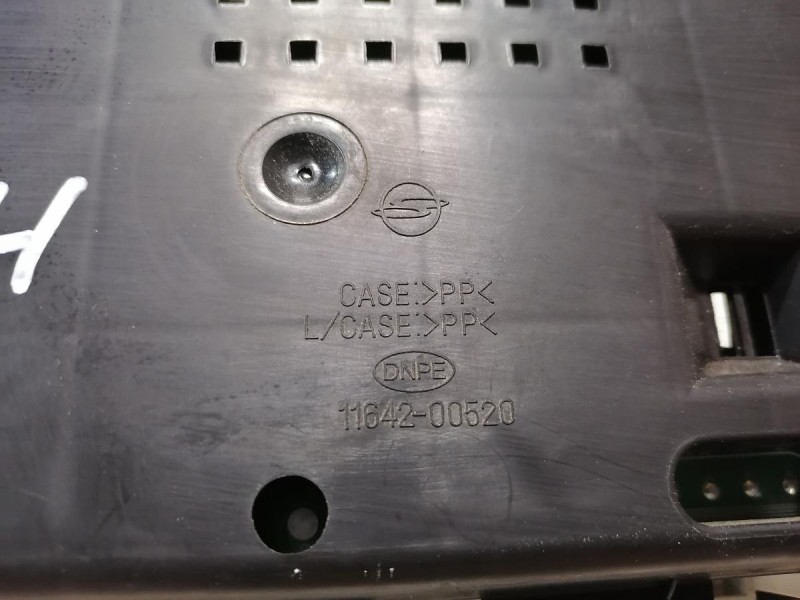 H
CASE:>PP<
L/CASE:>PP<
DNPE
11642-00520